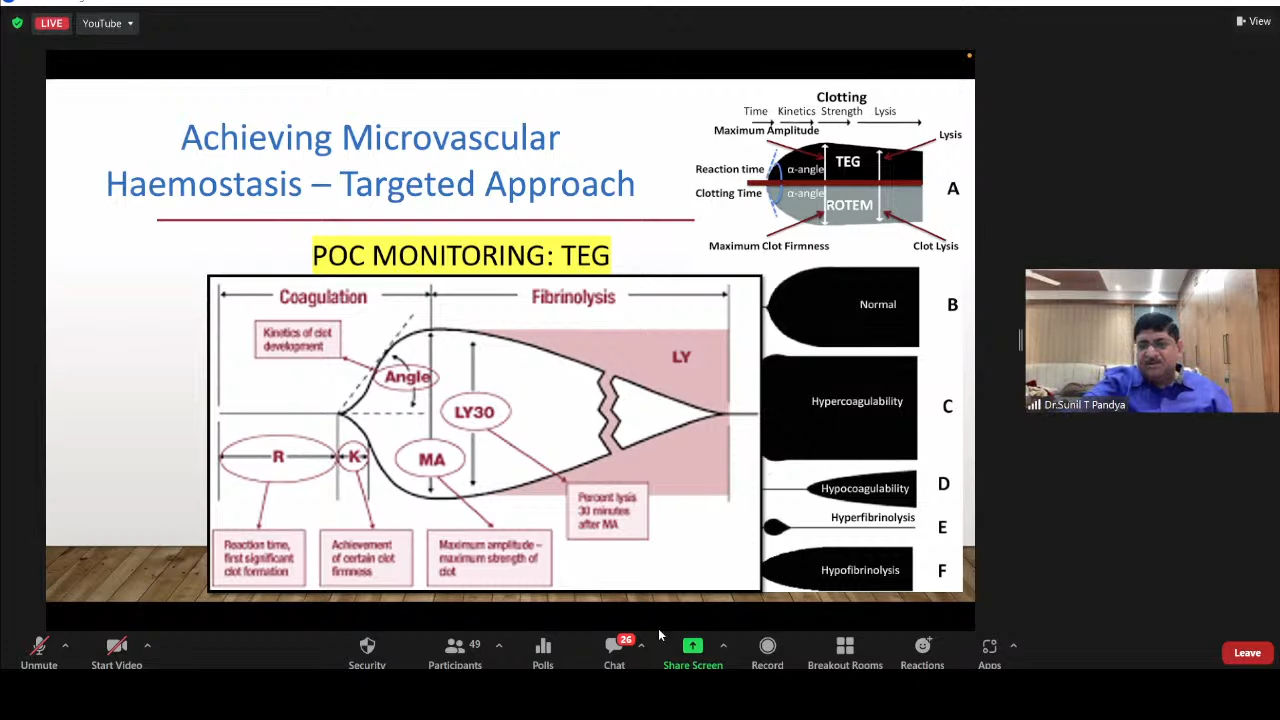 LIVE
YouTube
View
Achieving Microvascular
Haemostasis – Targeted Approach
POC MONITORING: TEG
Coagulation
Fibrinolysis
Kinetics of clot
development
Angle
LY
LY30
R
K
MA
Percent lysis
30 minutes
after MA
Reaction time,
first significant
clot formation
Achievement
of certain clot
firmness
Maximum amplitude –
maximum strength of
clot
Clotting
Time Kinetics Strength Lysis
Maximum Amplitude
Lysis
TEG
Reaction time
α-angle
A
Clotting Time
α-angle
ROTEM
Maximum Clot Firmness
Clot Lysis
Normal
B
Hypercoagulability
C
Hypocoagulability
D
Hyperfibrinolysis
E
Hypofibrinolysis
F
Dr.Sunil T Pandya
Unmute
Start Video
Security
49
Participants
Polls
26
Chat
Share Screen
Record
Breakout Rooms
Reactions
Apps
Leave